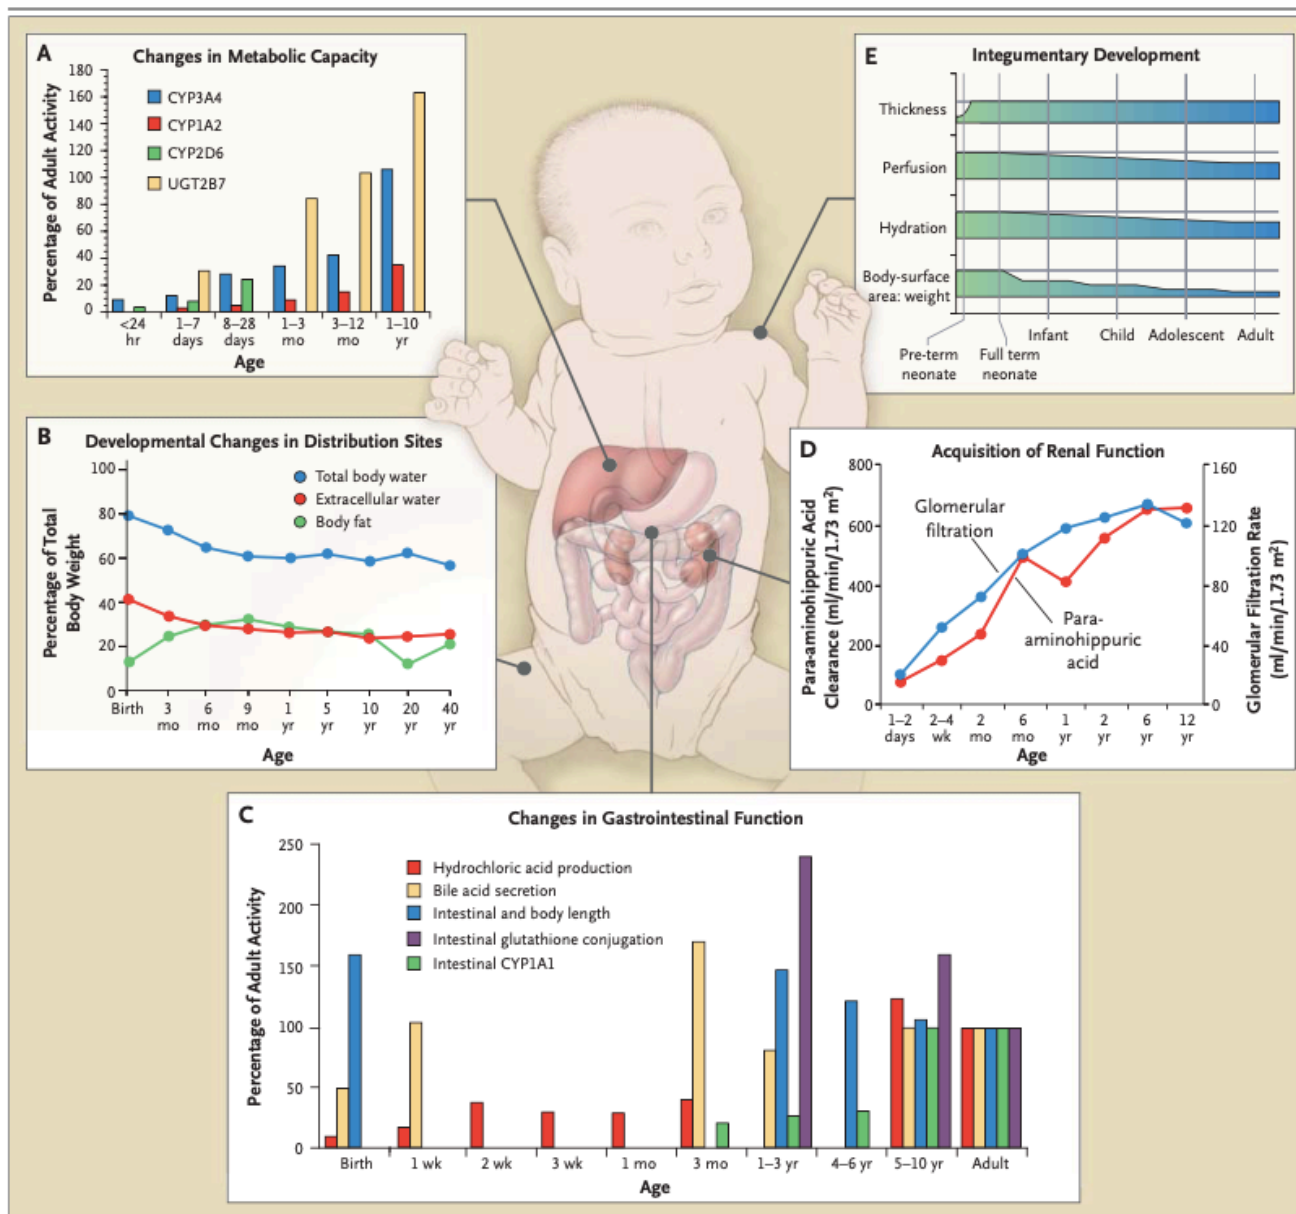 A
Changes in Metabolic Capacity
Percentage of Adult Activity
180
160
140
120
100
80
60
40
20
0
CYP3A4
CYP1A2
CYP2D6
UGT2B7
<24 hr
1–7 days
8–28 days
1–3 mo
3–12 mo
1–10 yr
Age
E
Integumentary Development
Thickness
Perfusion
Hydration
Body-surface
area: weight
Infant
Child
Adolescent
Adult
Pre-term
neonate
Full term
neonate
B
Developmental Changes in Distribution Sites
Percentage of Total
Body Weight
100
80
60
40
20
0
Total body water
Extracellular water
Body fat
Birth
3 mo
6 mo
9 mo
1 yr
5 yr
10 yr
20 yr
40 yr
Age
D
Acquisition of Renal Function
Para-aminohippuric Acid
Clearance (ml/min/1.73 m²)
800
600
400
200
0
Glomerular
filtration
Para-
aminohippuric
acid
160
120
80
40
0
Glomerular Filtration Rate
(ml/min/1.73 m²)
1–2 days
2–4 wk
2 mo
6 mo
1 yr
2 yr
6 yr
12 yr
Age
C
Changes in Gastrointestinal Function
Percentage of Adult Activity
250
200
150
100
50
0
Hydrochloric acid production
Bile acid secretion
Intestinal and body length
Intestinal glutathione conjugation
Intestinal CYP1A1
Birth
1 wk
2 wk
3 wk
1 mo
3 mo
1–3 yr
4–6 yr
5–10 yr
Adult
Age